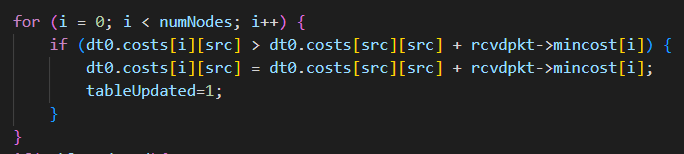 for (i = 0; i < numNodes; i++) {
if (dt0.costs[i][src] > dt0.costs[src][src] + rcvdpkt->mincost[i]) {
dt0.costs[i][src] = dt0.costs[src][src] + rcvdpkt->mincost[i];
tableUpdated=1;
}
}